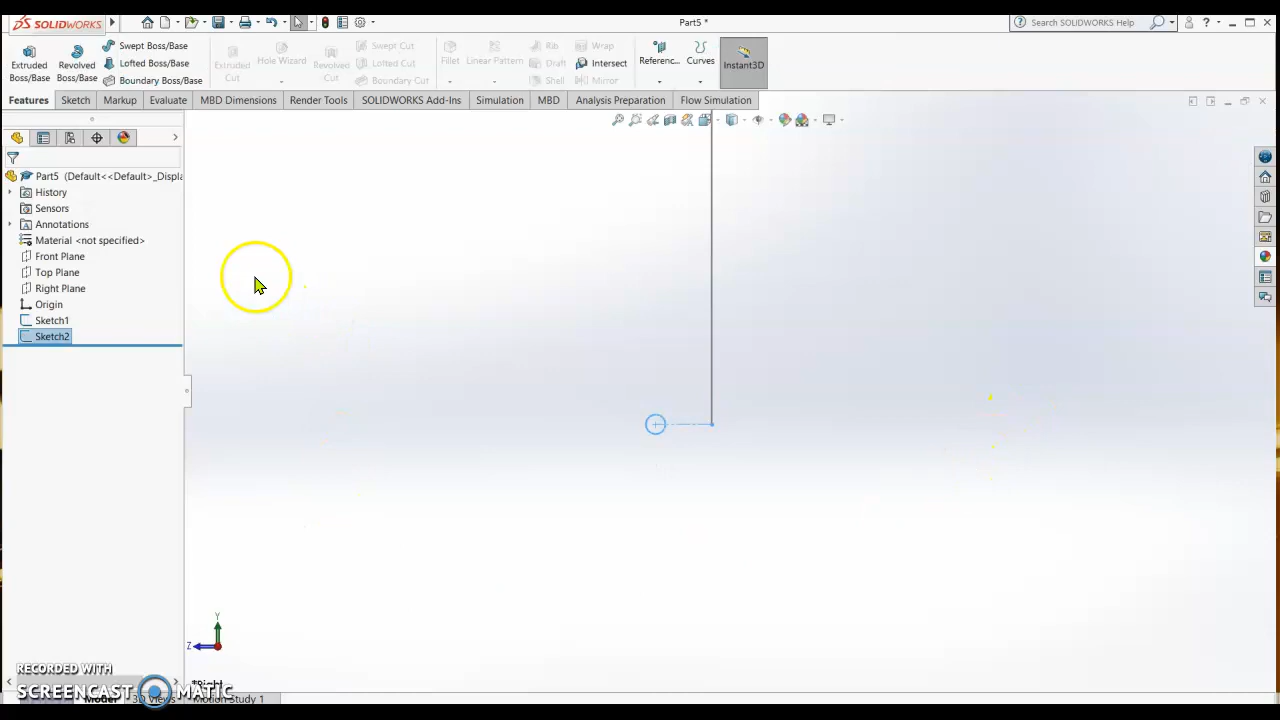 SOLIDWORKS
Part5 *
Search SOLIDWORKS Help
?
Extruded Boss/Base
Revolved Boss/Base
Swept Boss/Base
Lofted Boss/Base
Boundary Boss/Base
Extruded Cut
Hole Wizard
Revolved Cut
Swept Cut
Lofted Cut
Boundary Cut
Fillet
Linear Pattern
Rib
Draft
Shell
Wrap
Intersect
Mirror
Referenc...
Curves
Instant3D
Features
Sketch
Markup
Evaluate
MBD Dimensions
Render Tools
SOLIDWORKS Add-Ins
Simulation
MBD
Analysis Preparation
Flow Simulation
Part5 (Default<<Default>_Displa
History
Sensors
Annotations
Material <not specified>
Front Plane
Top Plane
Right Plane
Origin
Sketch1
Sketch2
Y
Z
*Right
RECORDED WITH
SCREENCAST MATIC
Model
3D Views
Motion Study 1